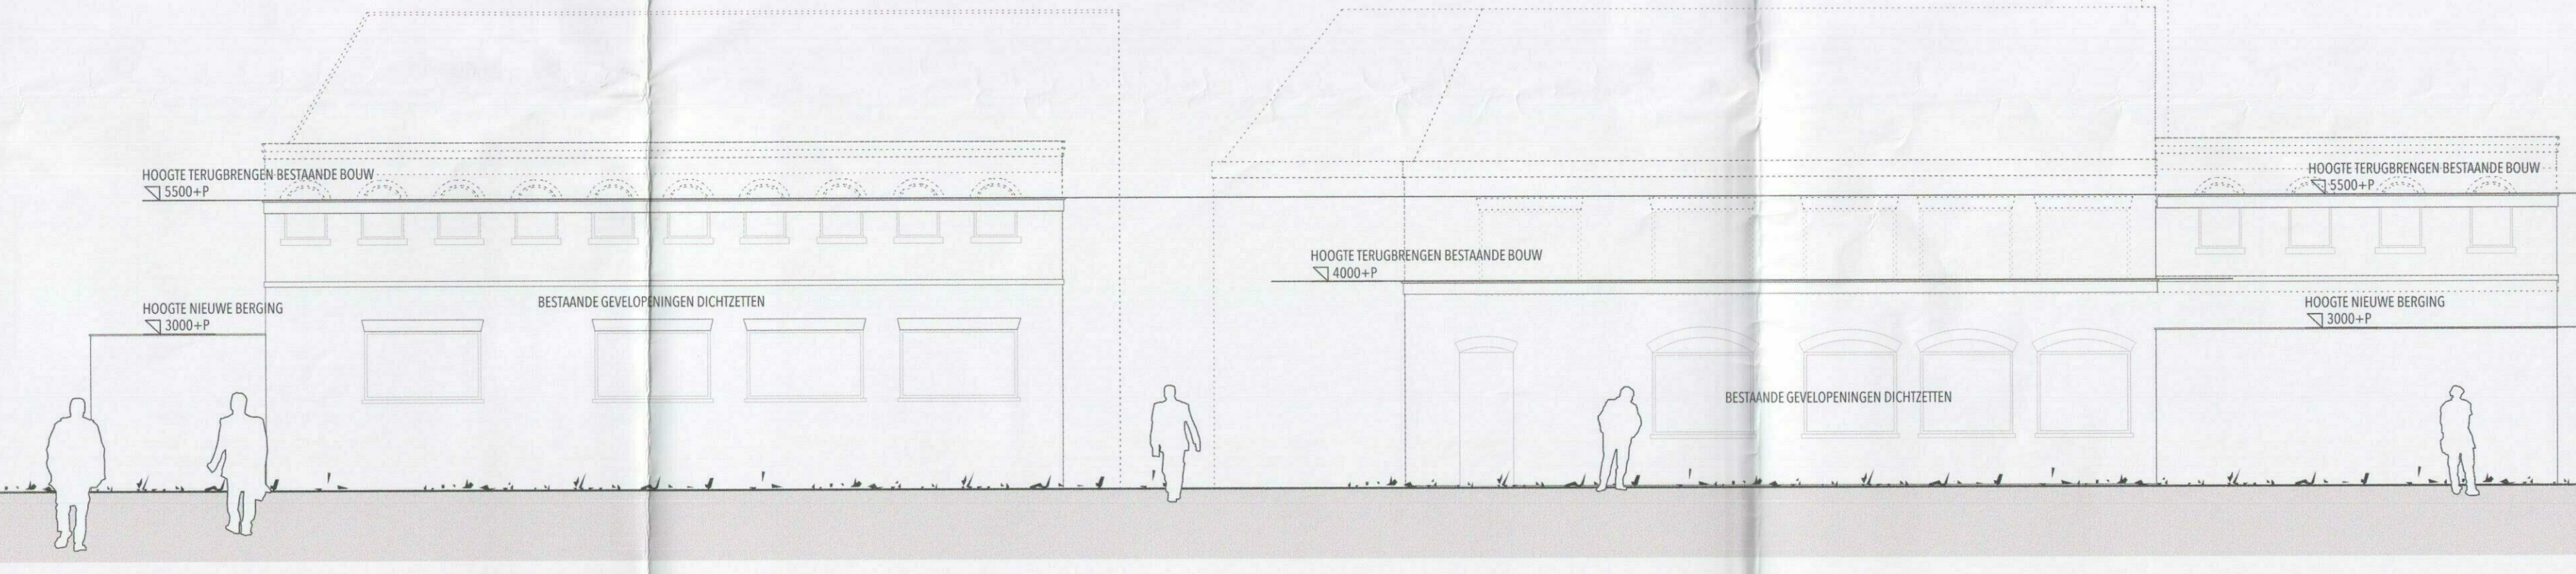 HOOGTE TERUGBRENGEN BESTAANDE BOUW
5500+P
HOOGTE NIEUWE BERGING
3000+P
BESTAANDE GEVELOPENINGEN DICHTZETTEN
HOOGTE TERUGBRENGEN BESTAANDE BOUW
4000+P
BESTAANDE GEVELOPENINGEN DICHTZETTEN
HOOGTE TERUGBRENGEN BESTAANDE BOUW
5500+P
HOOGTE NIEUWE BERGING
3000+P